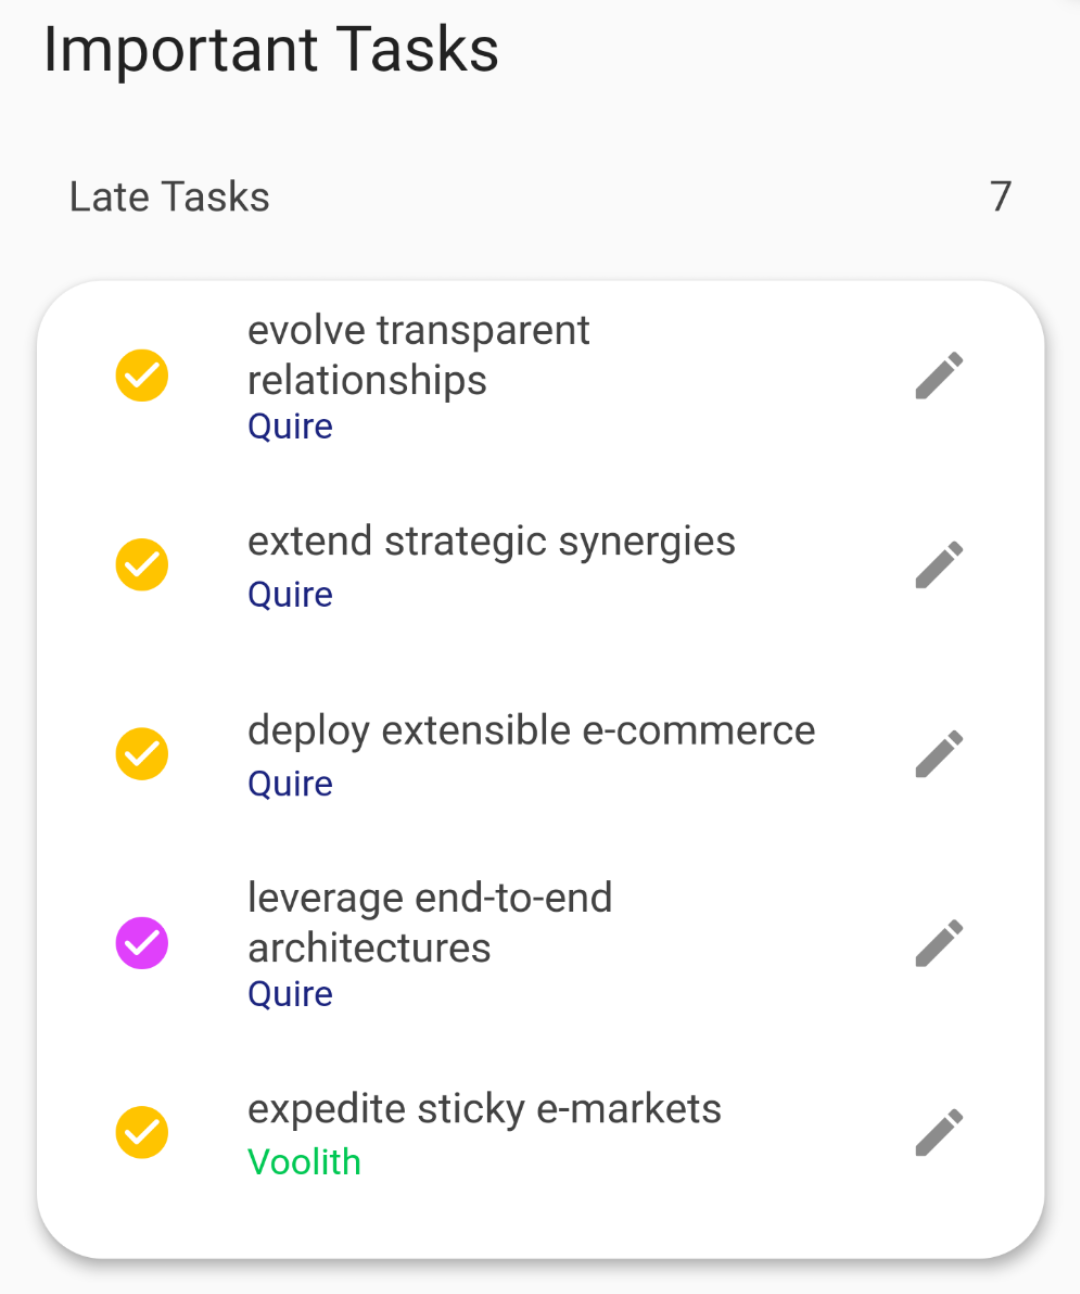 Important Tasks
Late Tasks 7
evolve transparent
relationships
Quire
extend strategic synergies
Quire
deploy extensible e-commerce
Quire
leverage end-to-end
architectures
Quire
expedite sticky e-markets
Voolith